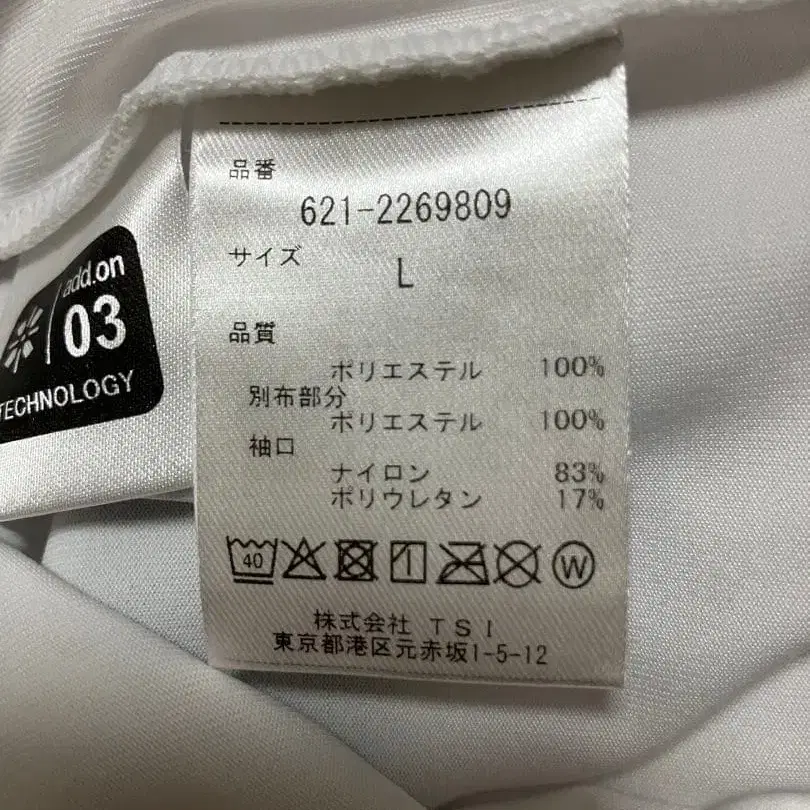 品番
621-2269809
サイズ
L
品質
ポリエステル 100%
別布部分
ポリエステル 100%
袖口
ナイロン 83%
ポリウレタン 17%
40
W
株式会社 TSI
東京都港区元赤坂1-5-12
add.on
03
TECHNOLOGY